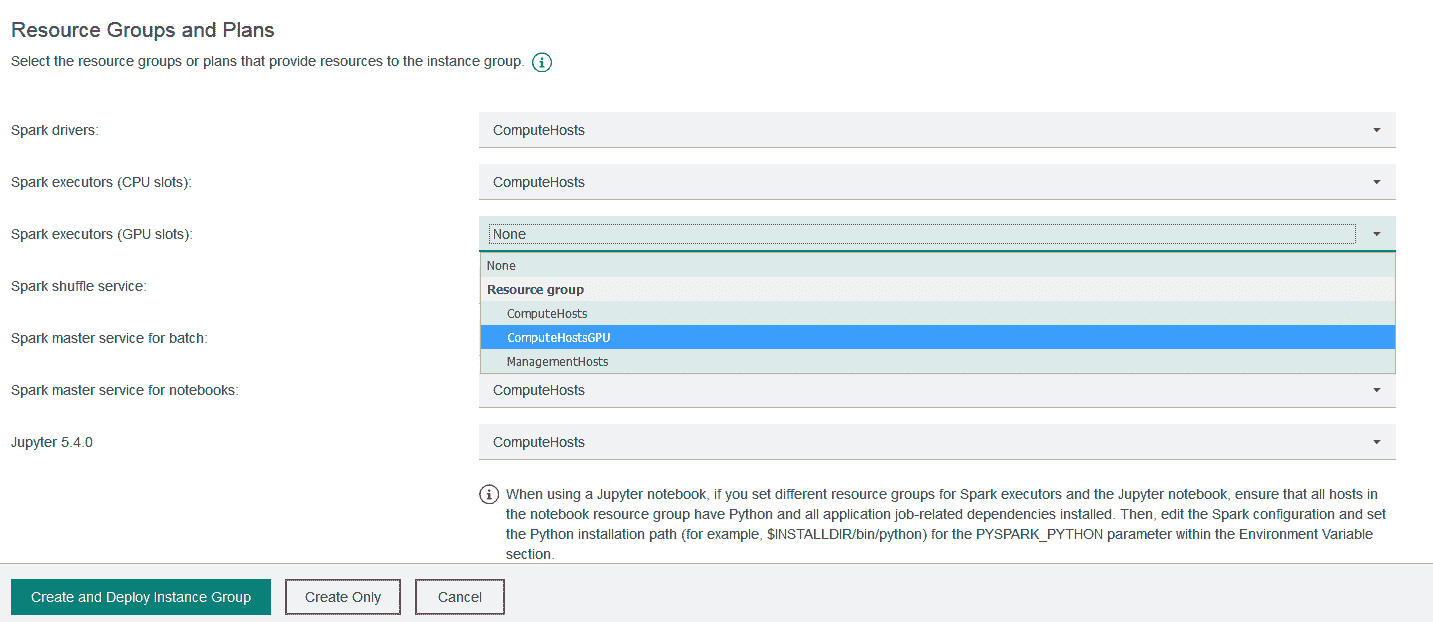 Resource Groups and Plans
Select the resource groups or plans that provide resources to the instance group.
Spark drivers:
ComputeHosts
Spark executors (CPU slots):
ComputeHosts
Spark executors (GPU slots):
None
None
Resource group
ComputeHosts
ComputeHostsGPU
ManagementHosts
Spark shuffle service:
Spark master service for batch:
Spark master service for notebooks:
ComputeHosts
Jupyter 5.4.0
ComputeHosts
When using a Jupyter notebook, if you set different resource groups for Spark executors and the Jupyter notebook, ensure that all hosts in
the notebook resource group have Python and all application job-related dependencies installed. Then, edit the Spark configuration and set
the Python installation path (for example, $INSTALLDIR/bin/python) for the PYSPARK_PYTHON parameter within the Environment Variable
section.
Create and Deploy Instance Group
Create Only
Cancel